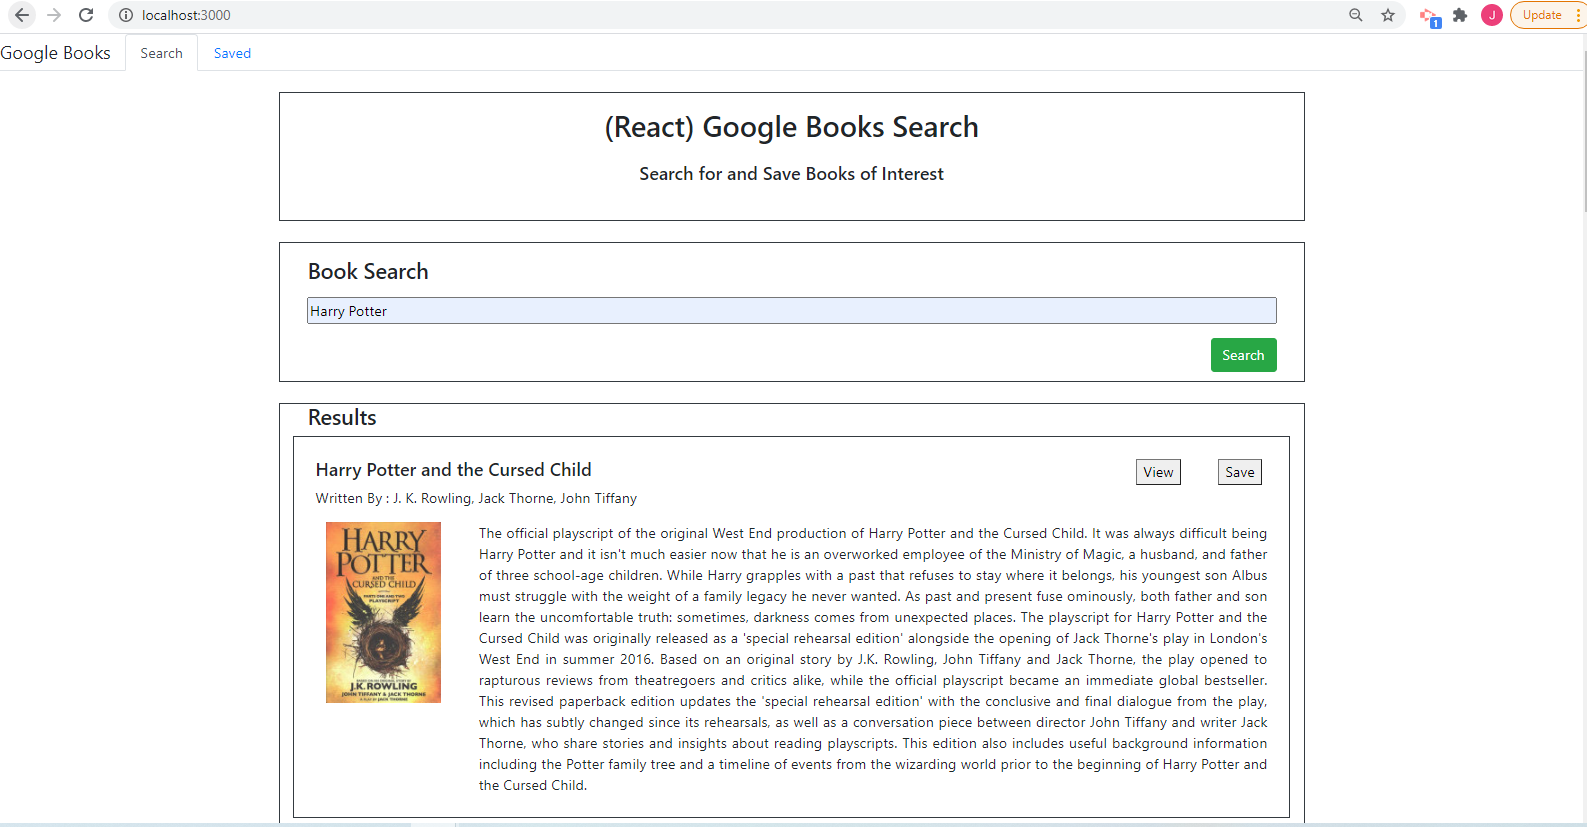 localhost:3000
1
J
Update
Google Books
Search
Saved
(React) Google Books Search
Search for and Save Books of Interest
Book Search
Harry Potter
Search
Results
Harry Potter and the Cursed Child
View
Save
Written By : J. K. Rowling, Jack Thorne, John Tiffany
HARRY
POTTER
AND THE
CURSED CHILD
PARTS ONE AND TWO
PLAYSCRIPT
J.K.ROWLING
JOHN TIFFANY & JACK THORNE
A PLAY BY JACK THORNE
The official playscript of the original West End production of Harry Potter and the Cursed Child. It was always difficult being
Harry Potter and it isn't much easier now that he is an overworked employee of the Ministry of Magic, a husband, and father
of three school-age children. While Harry grapples with a past that refuses to stay where it belongs, his youngest son Albus
must struggle with the weight of a family legacy he never wanted. As past and present fuse ominously, both father and son
learn the uncomfortable truth: sometimes, darkness comes from unexpected places. The playscript for Harry Potter and the
Cursed Child was originally released as a 'special rehearsal edition' alongside the opening of Jack Thorne's play in London's
West End in summer 2016. Based on an original story by J.K. Rowling, John Tiffany and Jack Thorne, the play opened to
rapturous reviews from theatregoers and critics alike, while the official playscript became an immediate global bestseller.
This revised paperback edition updates the 'special rehearsal edition' with the conclusive and final dialogue from the play,
which has subtly changed since its rehearsals, as well as a conversation piece between director John Tiffany and writer Jack
Thorne, who share stories and insights about reading playscripts. This edition also includes useful background information
including the Potter family tree and a timeline of events from the wizarding world prior to the beginning of Harry Potter and
the Cursed Child.